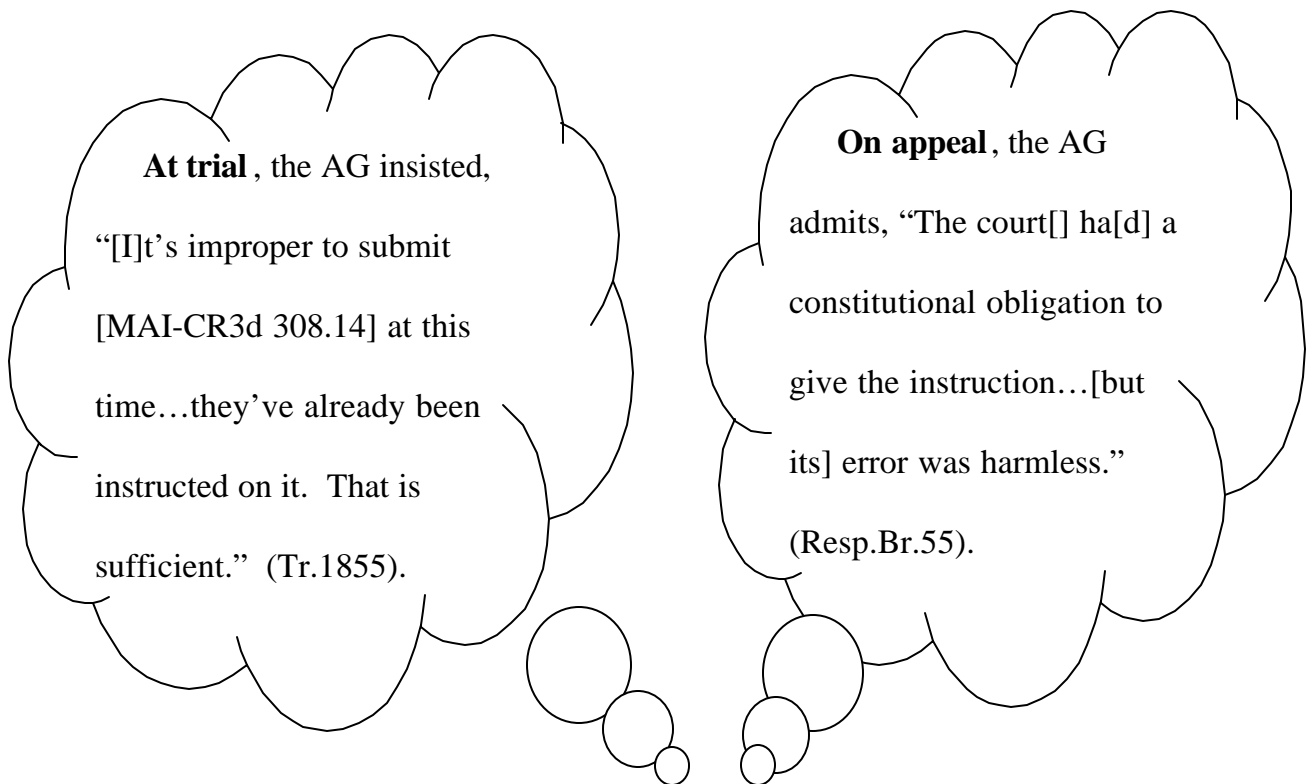 At trial, the AG insisted,
“[I]t’s improper to submit
[MAI-CR3d 308.14] at this
time…they’ve already been
instructed on it.  That is
sufficient.”  (Tr.1855).
On appeal, the AG
admits, “The court[] ha[d] a
constitutional obligation to
give the instruction…[but
its] error was harmless.”
(Resp.Br.55).